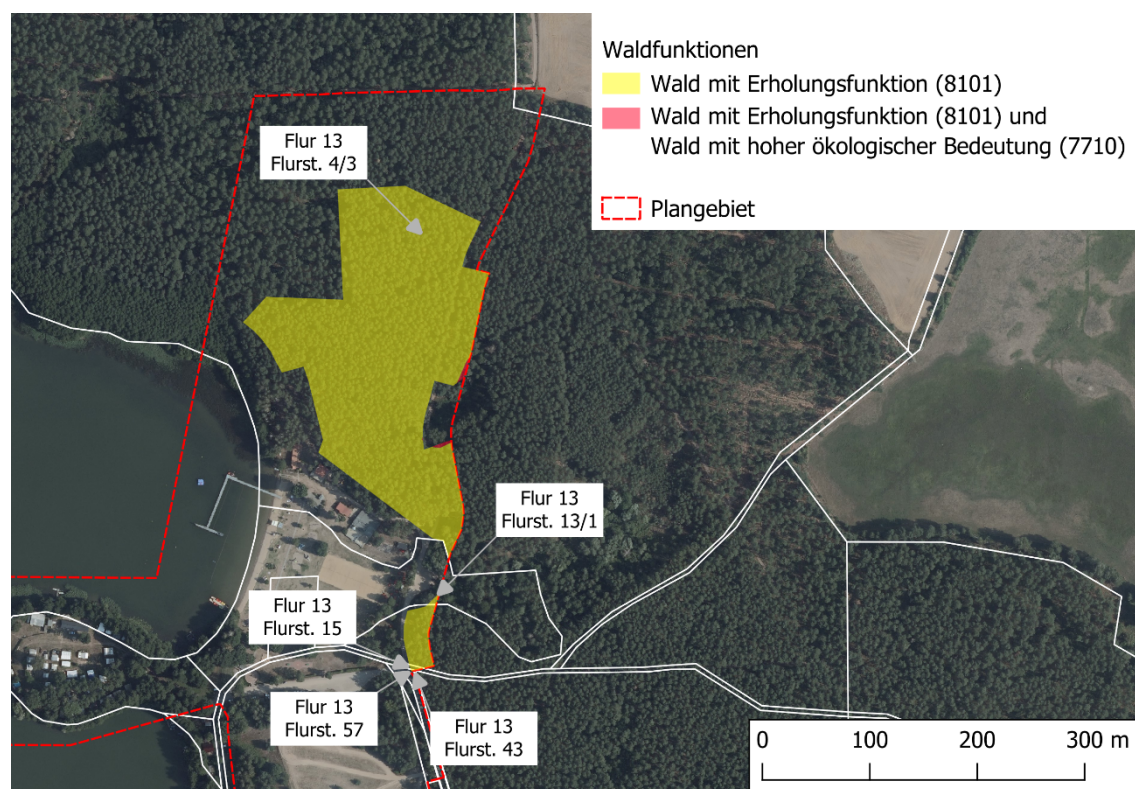 Waldfunktionen
Wald mit Erholungsfunktion (8101)
Wald mit Erholungsfunktion (8101) und
Wald mit hoher ökologischer Bedeutung (7710)
Plangebiet
Flur 13
Flurst. 4/3
Flur 13
Flurst. 13/1
Flur 13
Flurst. 15
Flur 13
Flurst. 57
Flur 13
Flurst. 43
0 100 200 300 m